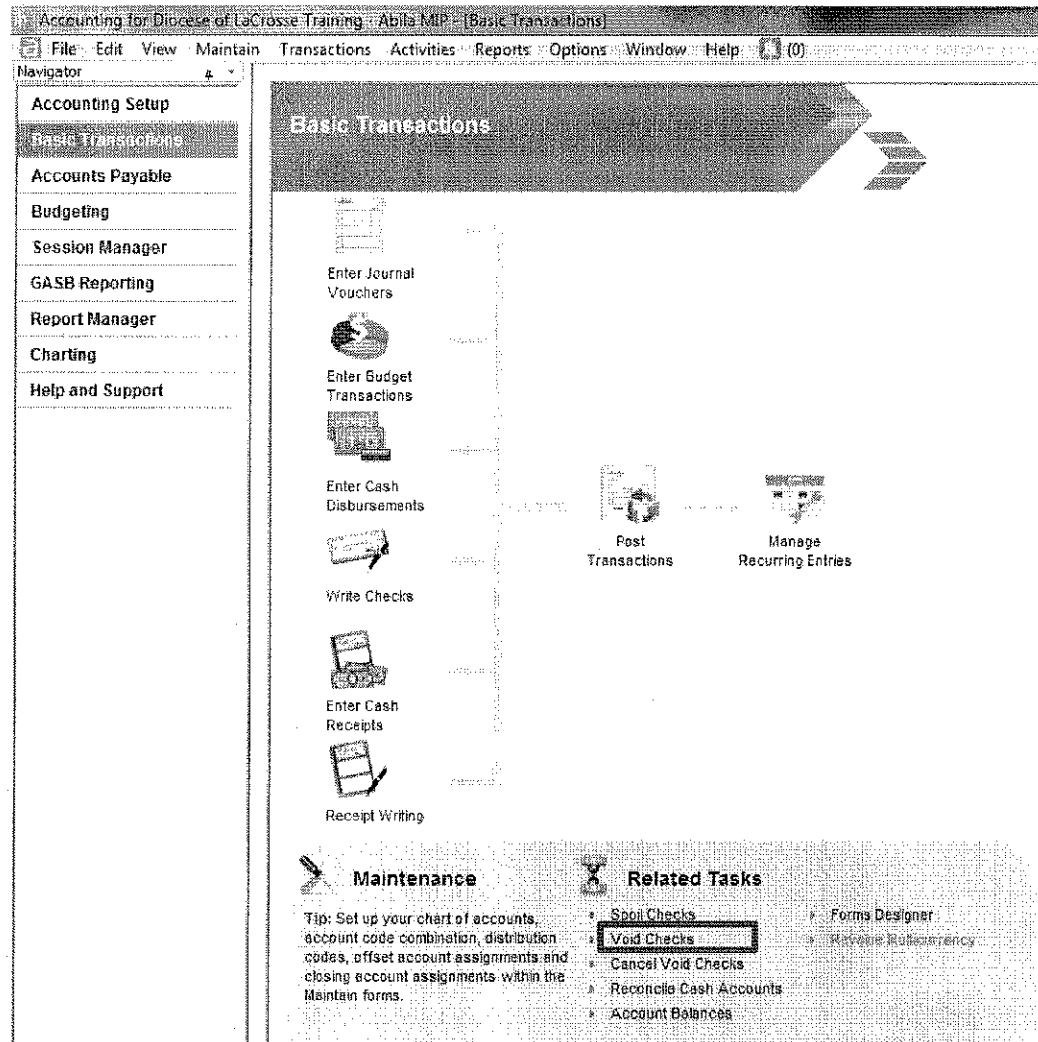 Accounting for Diocese of LaCrosse Training - Abila MIP - [Basic Transactions]
File Edit View Maintain Transactions Activities Reports Options Window Help (0)
Navigator
Accounting Setup
Basic Transactions
Accounts Payable
Budgeting
Session Manager
GASB Reporting
Report Manager
Charting
Help and Support
Basic Transactions
Enter Journal
Vouchers
Enter Budget
Transactions
Enter Cash
Disbursements
Write Checks
Enter Cash
Receipts
Receipt Writing
Post
Transactions
Manage
Recurring Entries
Maintenance
Tip: Set up your chart of accounts,
account code combination, distribution
codes, offset account assignments and
closing account assignments within the
Maintain forms.
Related Tasks
Spoil Checks
Void Checks
Cancel Void Checks
Reconcile Cash Accounts
Account Balances
Forms Designer